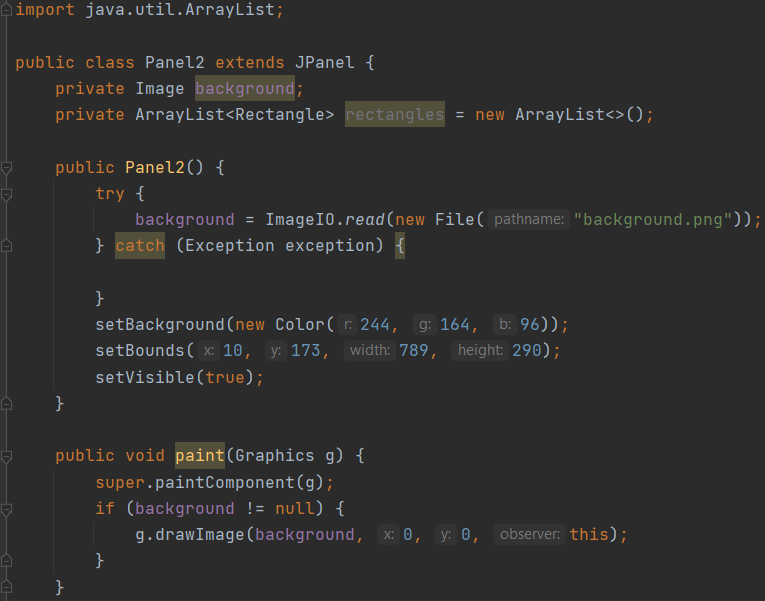 import java.util.ArrayList;
public class Panel2 extends JPanel {
private Image background;
private ArrayList<Rectangle> rectangles = new ArrayList<>();
public Panel2() {
try {
background = ImageIO.read(new File( pathname: "background.png"));
} catch (Exception exception) {
}
setBackground(new Color( r: 244, g: 164, b: 96));
setBounds( x: 10, y: 173, width: 789, height: 290);
setVisible(true);
}
public void paint(Graphics g) {
super.paintComponent(g);
if (background != null) {
g.drawImage(background, x: 0, y: 0, observer: this);
}
}